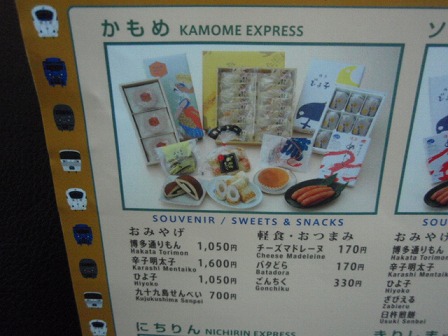 かもめ KAMOME EXPRESS
SOUVENIR / SWEETS & SNACKS
おみやげ
博多通りもん 1,050円
Hakata Torimon
辛子明太子 1,600円
Karashi Mentaiko
ひよ子 1,050円
Hiyoko
九十九島せんぺい 700円
Kujukushima Senpei
軽食・おつまみ
チーズマドレーヌ 170円
Cheese Madeleine
バタどら 170円
Batadora
ごんちく 330円
Gonchiku
ソ
SOUV
おみやげ
博多通りもん
Hakata Torimon
辛子明太子
Karashi Mentaiko
ひよ子
Hiyoko
ざびえる
Zabieru
臼杵煎餅
Usuki Senbei
にちりん NICHIRIN EXPRESS